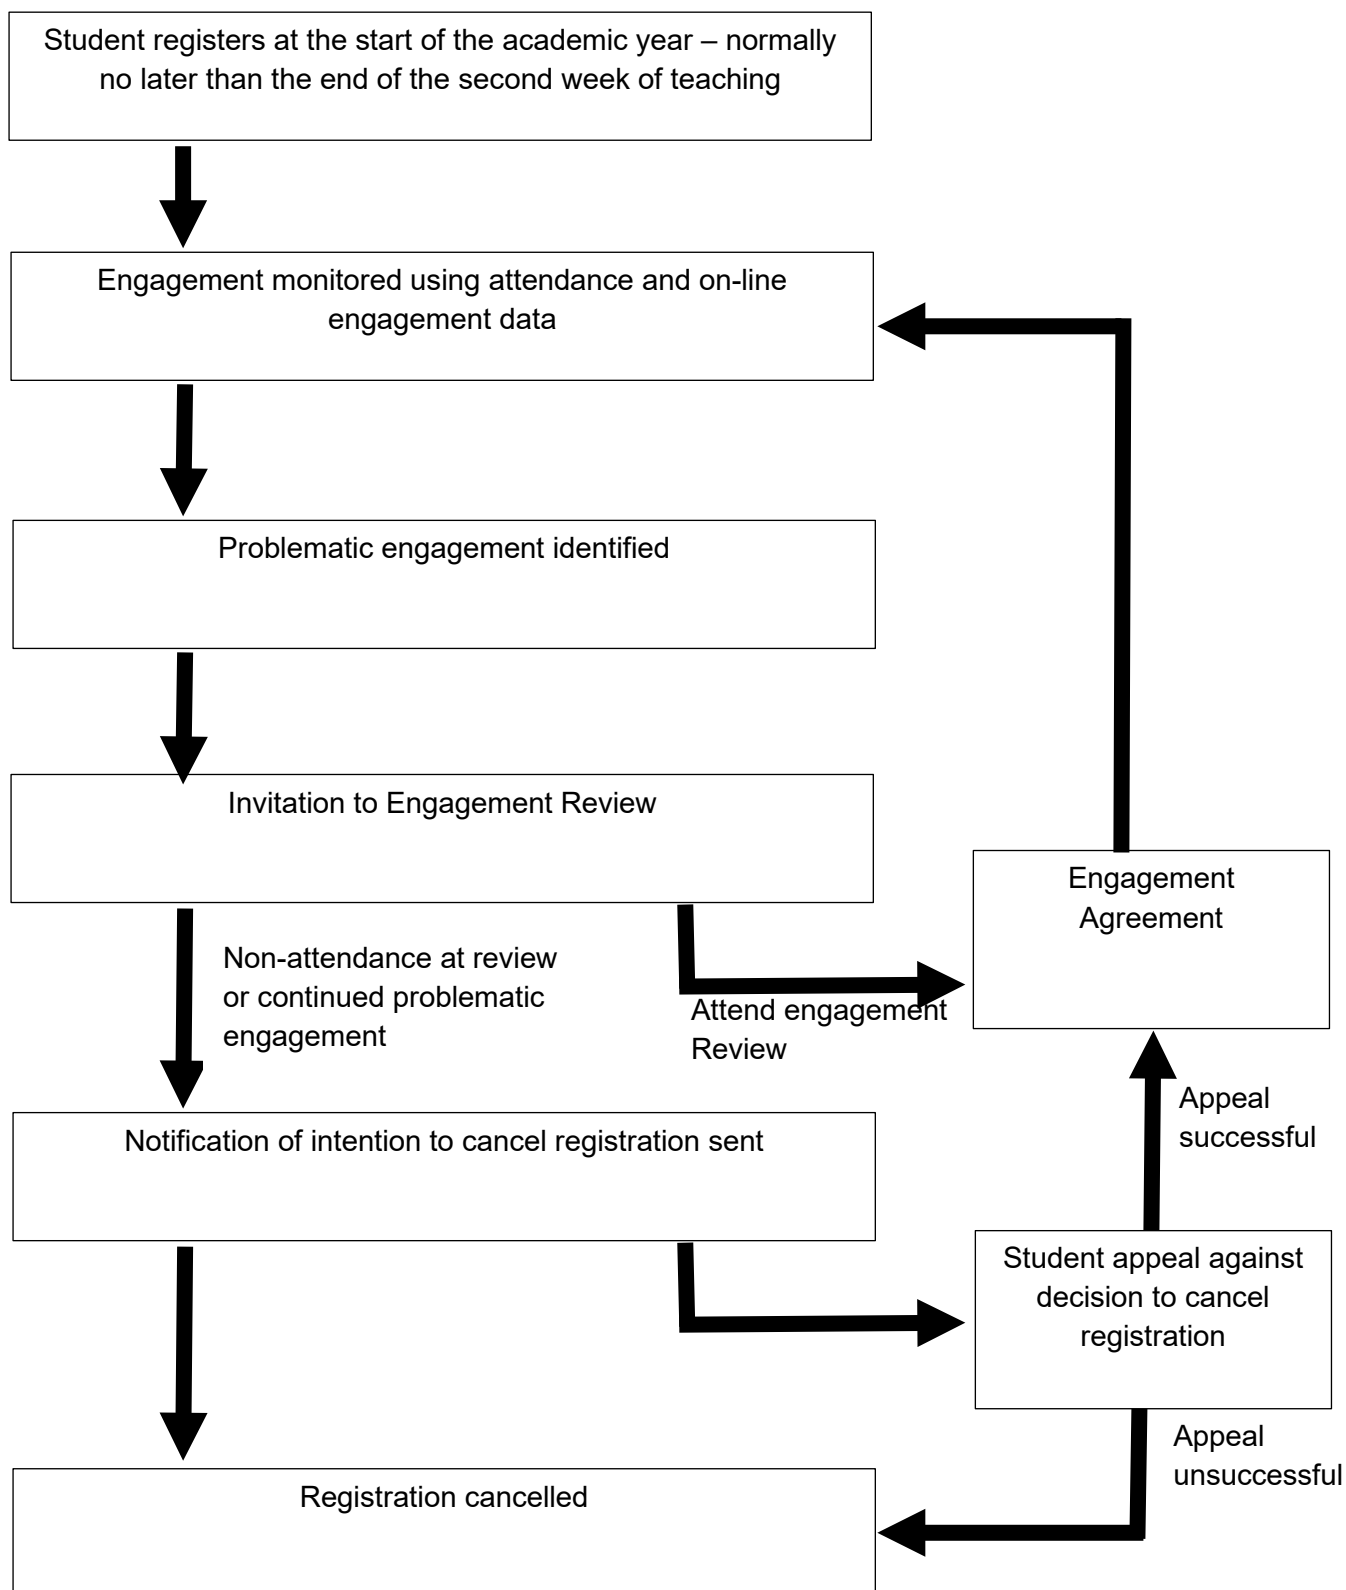 Student registers at the start of the academic year – normally
no later than the end of the second week of teaching
Engagement monitored using attendance and on-line
engagement data
Problematic engagement identified
Invitation to Engagement Review
Engagement
Agreement
Non-attendance at review
or continued problematic
engagement
Attend engagement
Review
Appeal
successful
Notification of intention to cancel registration sent
Student appeal against
decision to cancel
registration
Appeal
unsuccessful
Registration cancelled